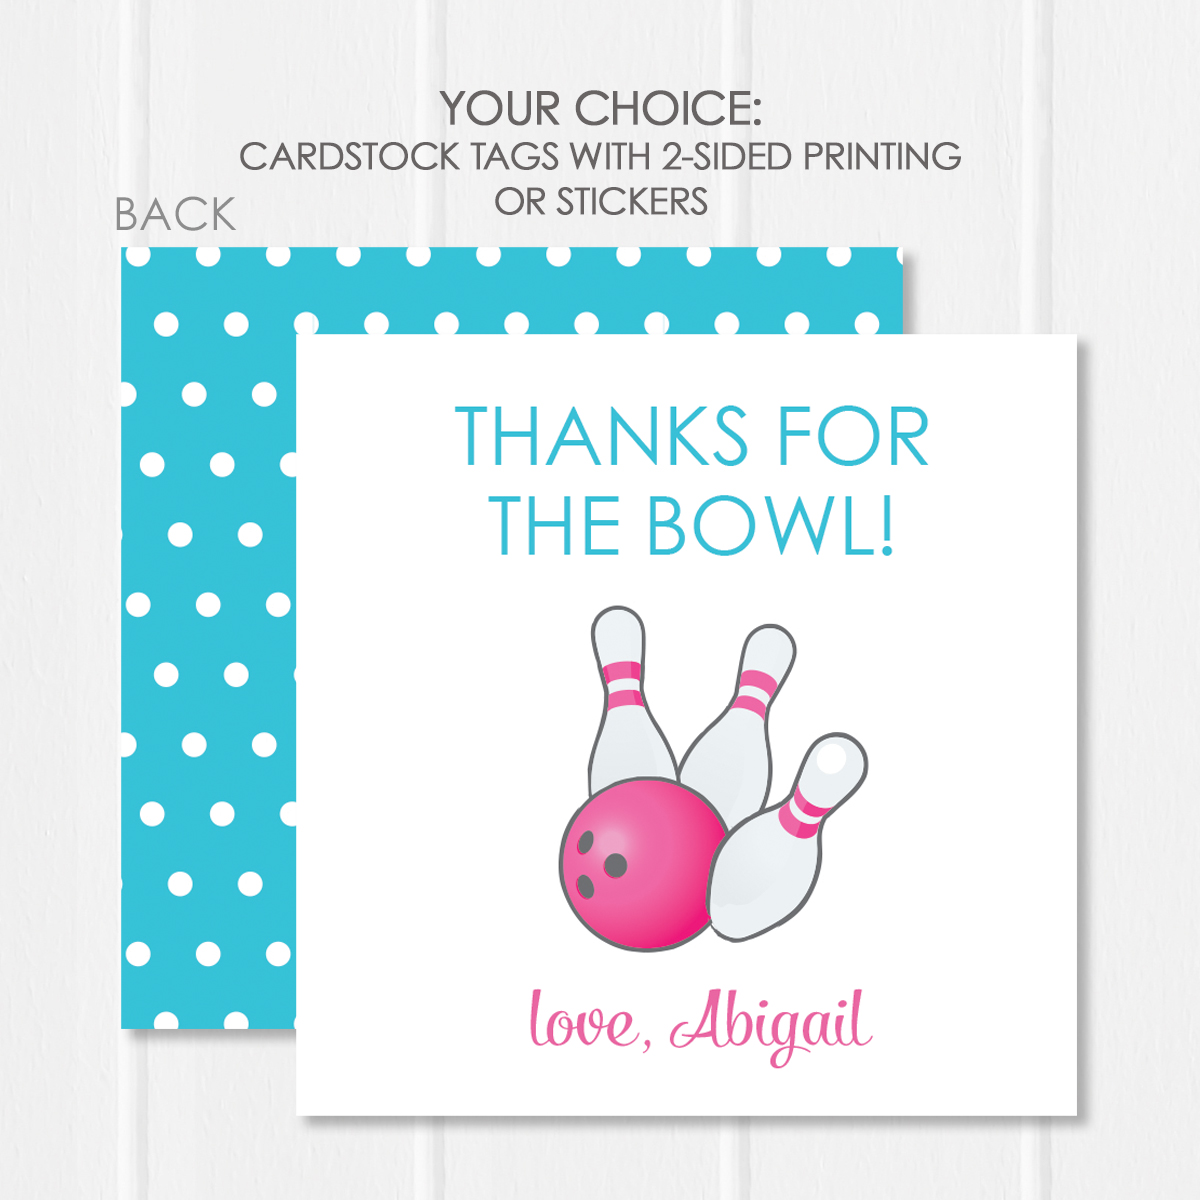 YOUR CHOICE:
CARDSTOCK TAGS WITH 2-SIDED PRINTING
OR STICKERS
BACK
THANKS FOR
THE BOWL!
love, Abigail